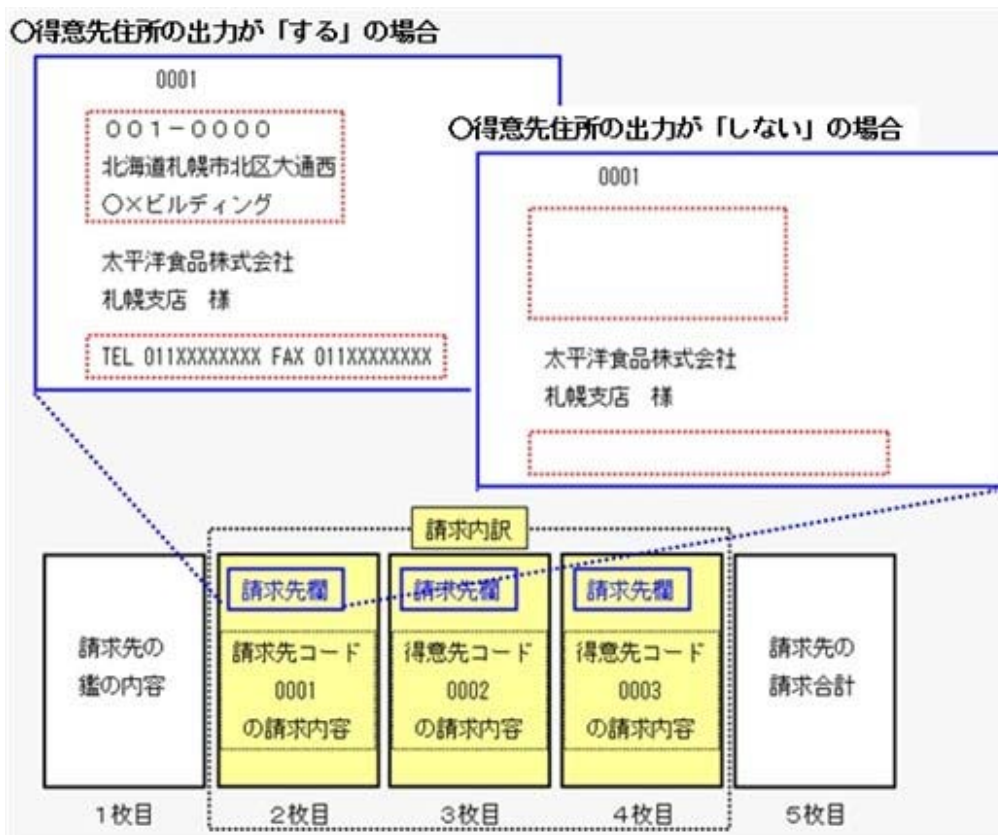 〇得意先住所の出力が「する」の場合
0001
００１－００００
北海道札幌市北区大通西
〇×ビルディング
太平洋食品株式会社
札幌支店　様
TEL 011XXXXXXXX FAX 011XXXXXXXX
〇得意先住所の出力が「しない」の場合
0001
太平洋食品株式会社
札幌支店　様
請求内訳
請求先の
鑑の内容
1枚目
請求先欄
請求先コード
0001
の請求内容
2枚目
請求先欄
得意先コード
0002
の請求内容
3枚目
請求先欄
得意先コード
0003
の請求内容
4枚目
請求先の
請求合計
5枚目